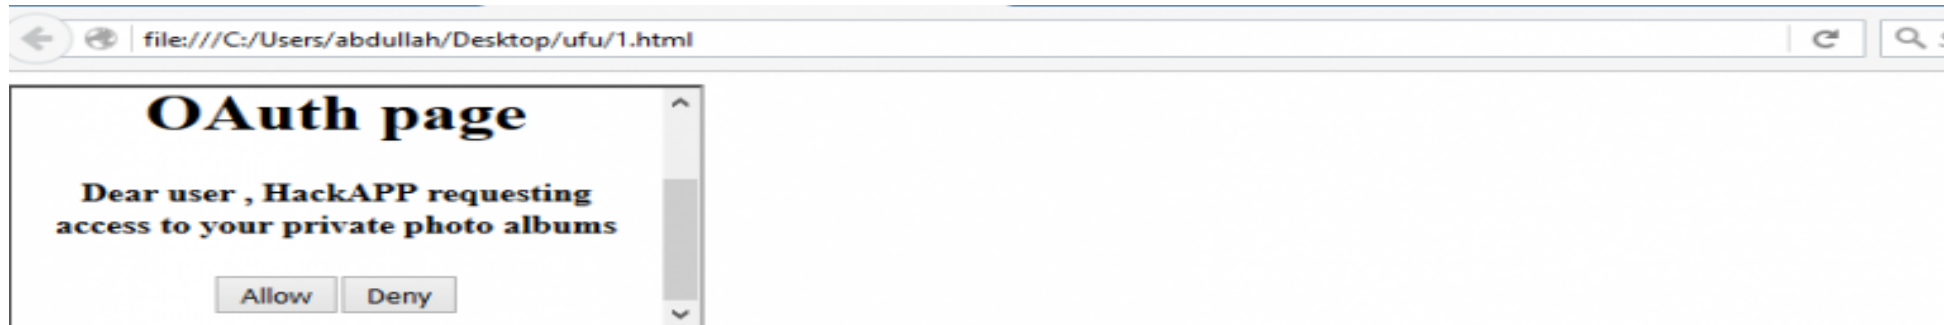 file:///C:/Users/abdullah/Desktop/ufu/1.html
OAuth page
Dear user , HackAPP requesting
access to your private photo albums
Allow Deny